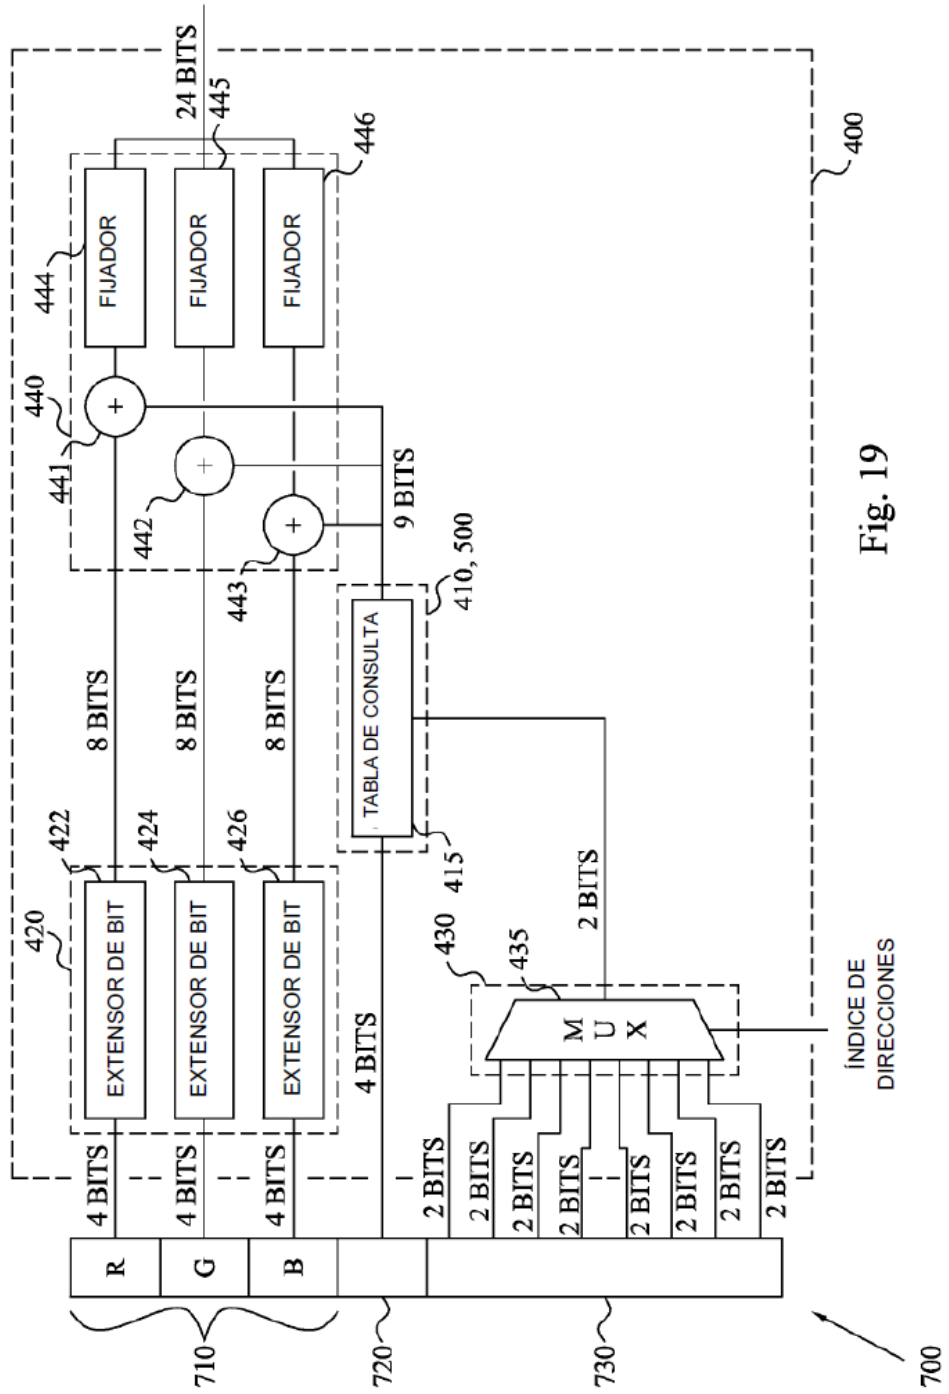 24 BITS
445
446
400
444
FIJADOR
FIJADOR
FIJADOR
440
441
+
442
+
443
+
9 BITS
410, 500
8 BITS
8 BITS
8 BITS
TABLA DE CONSULTA
415
420
422
424
426
EXTENSOR DE BIT
EXTENSOR DE BIT
EXTENSOR DE BIT
2 BITS
430
435
M
U
X
ÍNDICE DE
DIRECCIONES
4 BITS
4 BITS
4 BITS
4 BITS
2 BITS
2 BITS
2 BITS
2 BITS
2 BITS
2 BITS
2 BITS
2 BITS
R
G
B
710
720
730
700
Fig. 19